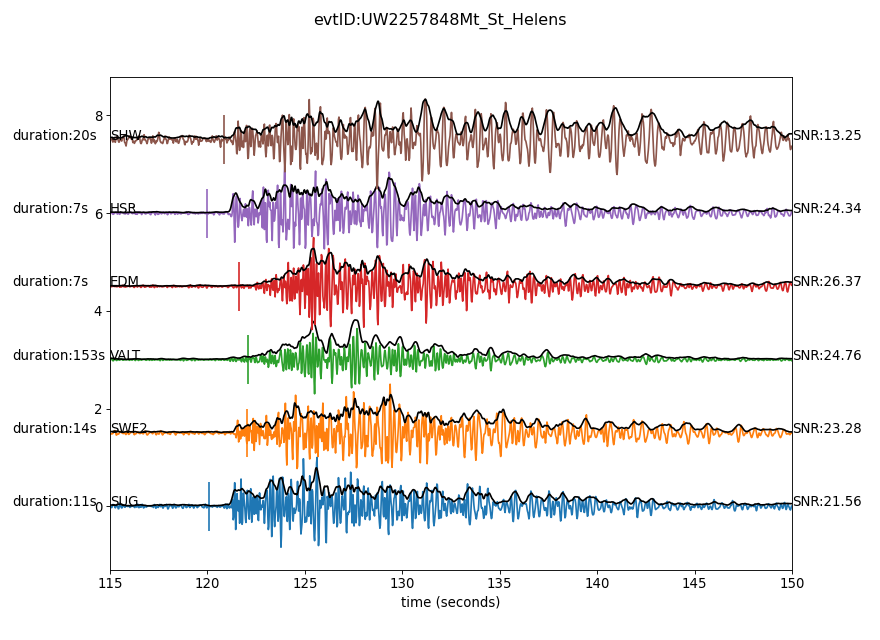 evtID:UW2257848Mt_St_Helens
8
duration:20s SHW SNR:13.25
duration:7s HSR SNR:24.34
6
duration:7s EDM SNR:26.37
4
duration:153s VALT SNR:24.76
2
duration:14s SWF2 SNR:23.28
duration:11s SUG SNR:21.56
0
115 120 125 130 135 140 145 150
time (seconds)